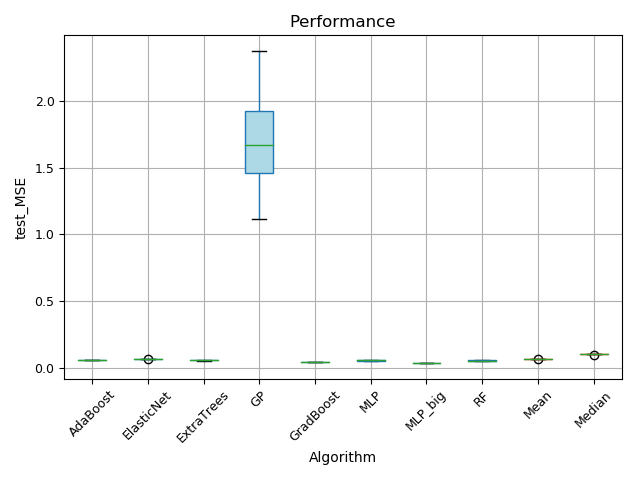 Performance
test_MSE
2.0
1.5
1.0
0.5
0.0
AdaBoost
ElasticNet
ExtraTrees
GP
GradBoost
MLP
MLP_big
RF
Mean
Median
Algorithm